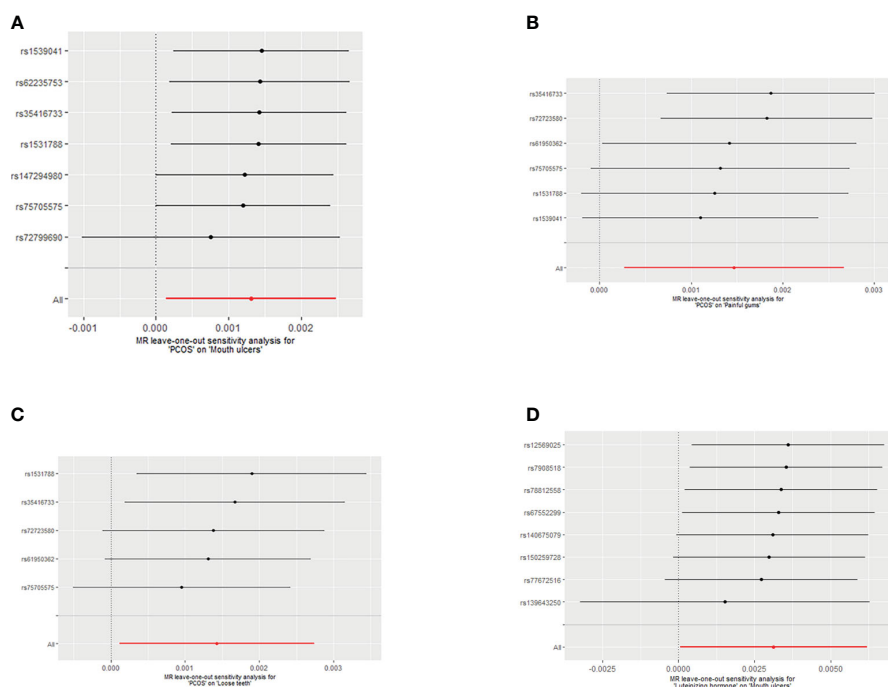 A
rs1539041
rs62235753
rs35416733
rs1531788
rs147294980
rs75705575
rs72799690
All
-0.001 0.000 0.001 0.002
MR leave-one-out sensitivity analysis for
'PCOS' on 'Mouth ulcers'
B
rs35416733
rs72723580
rs61950362
rs75705575
rs1531788
rs1539041
All
0.000 0.001 0.002 0.003
MR leave-one-out sensitivity analysis for
'PCOS' on 'Painful gums'
C
rs1531788
rs35416733
rs72723580
rs61950362
rs75705575
All
0.000 0.001 0.002 0.003
MR leave-one-out sensitivity analysis for
'PCOS' on 'Loose teeth'
D
rs12569025
rs7908518
rs78812558
rs67552299
rs140675079
rs150259728
rs77672516
rs139643250
All
-0.0025 0.0000 0.0025 0.0050
MR leave-one-out sensitivity analysis for
'Luteinizing hormone' on 'Mouth ulcers'